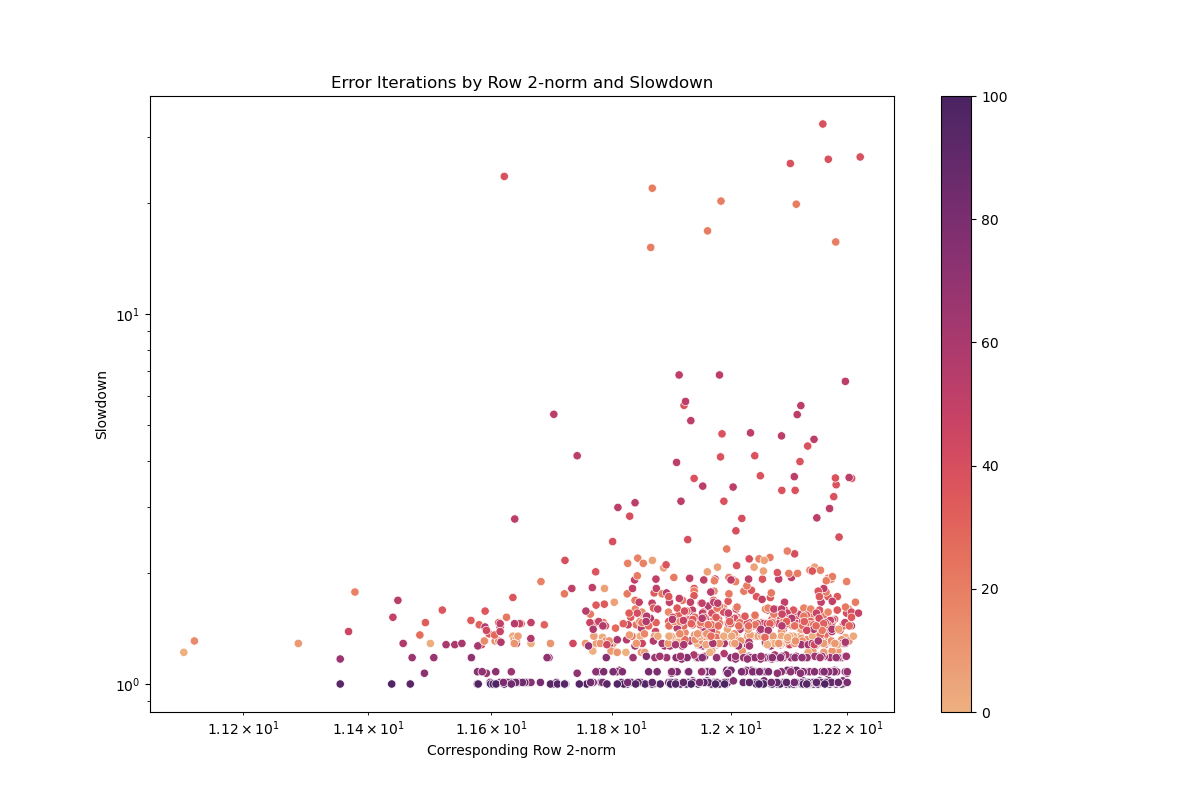 Error Iterations by Row 2-norm and Slowdown
100
80
60
40
20
0
10¹
10⁰
Slowdown
1.12 × 10¹
1.14 × 10¹
1.16 × 10¹
1.18 × 10¹
1.2 × 10¹
1.22 × 10¹
Corresponding Row 2-norm